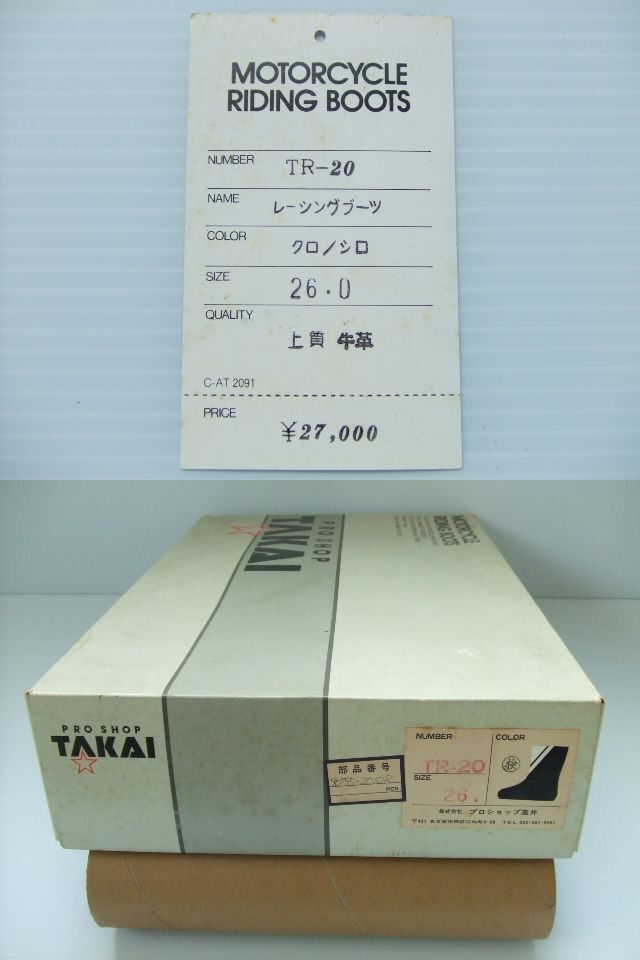 MOTORCYCLE
RIDING BOOTS
NUMBER TR-20
NAME レーシングブーツ
COLOR クロ/シロ
SIZE 26.0
QUALITY 上質 牛革
C-AT 2091
PRICE ¥27,000
PRO SHOP
TAKAI
MOTORCYCLE
RIDING BOOTS
PRO SHOP
TAKAI
部品番号
PCS
NUMBER
TR-20
COLOR
検
SIZE
26.
株式会社 プロショップ高井